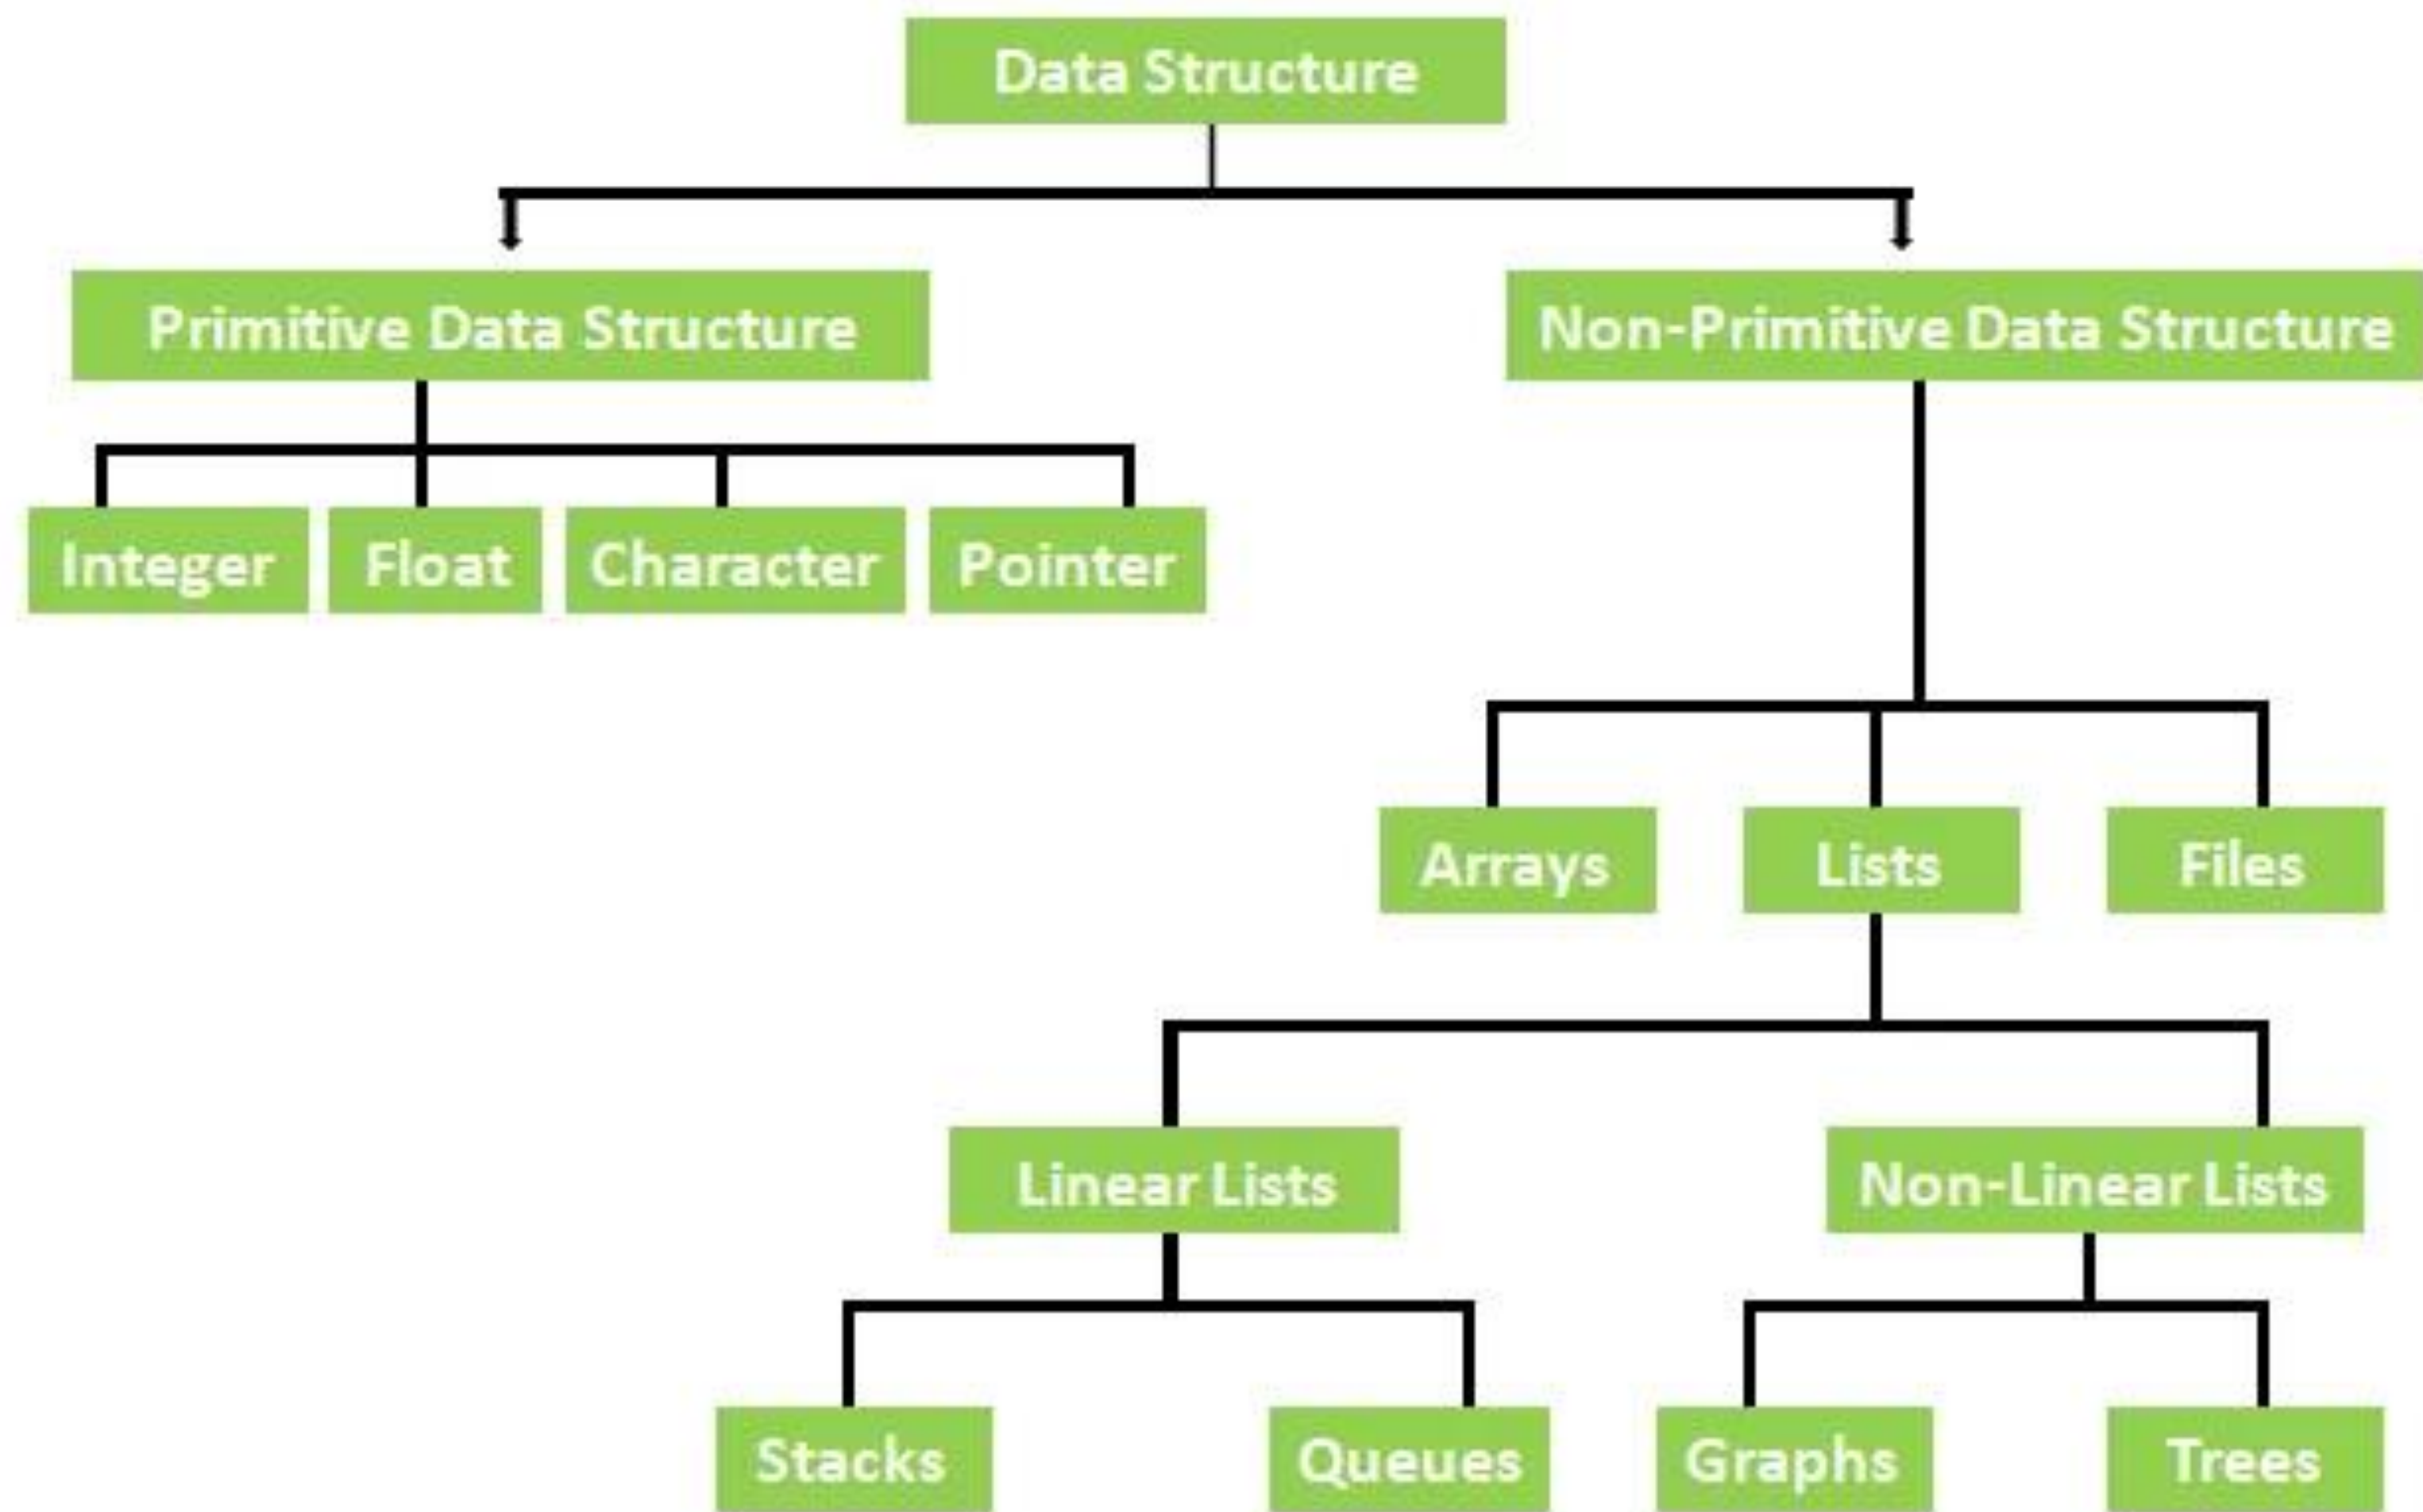 Data Structure
Primitive Data Structure
Non-Primitive Data Structure
Integer
Float
Character
Pointer
Arrays
Lists
Files
Linear Lists
Non-Linear Lists
Stacks
Queues
Graphs
Trees